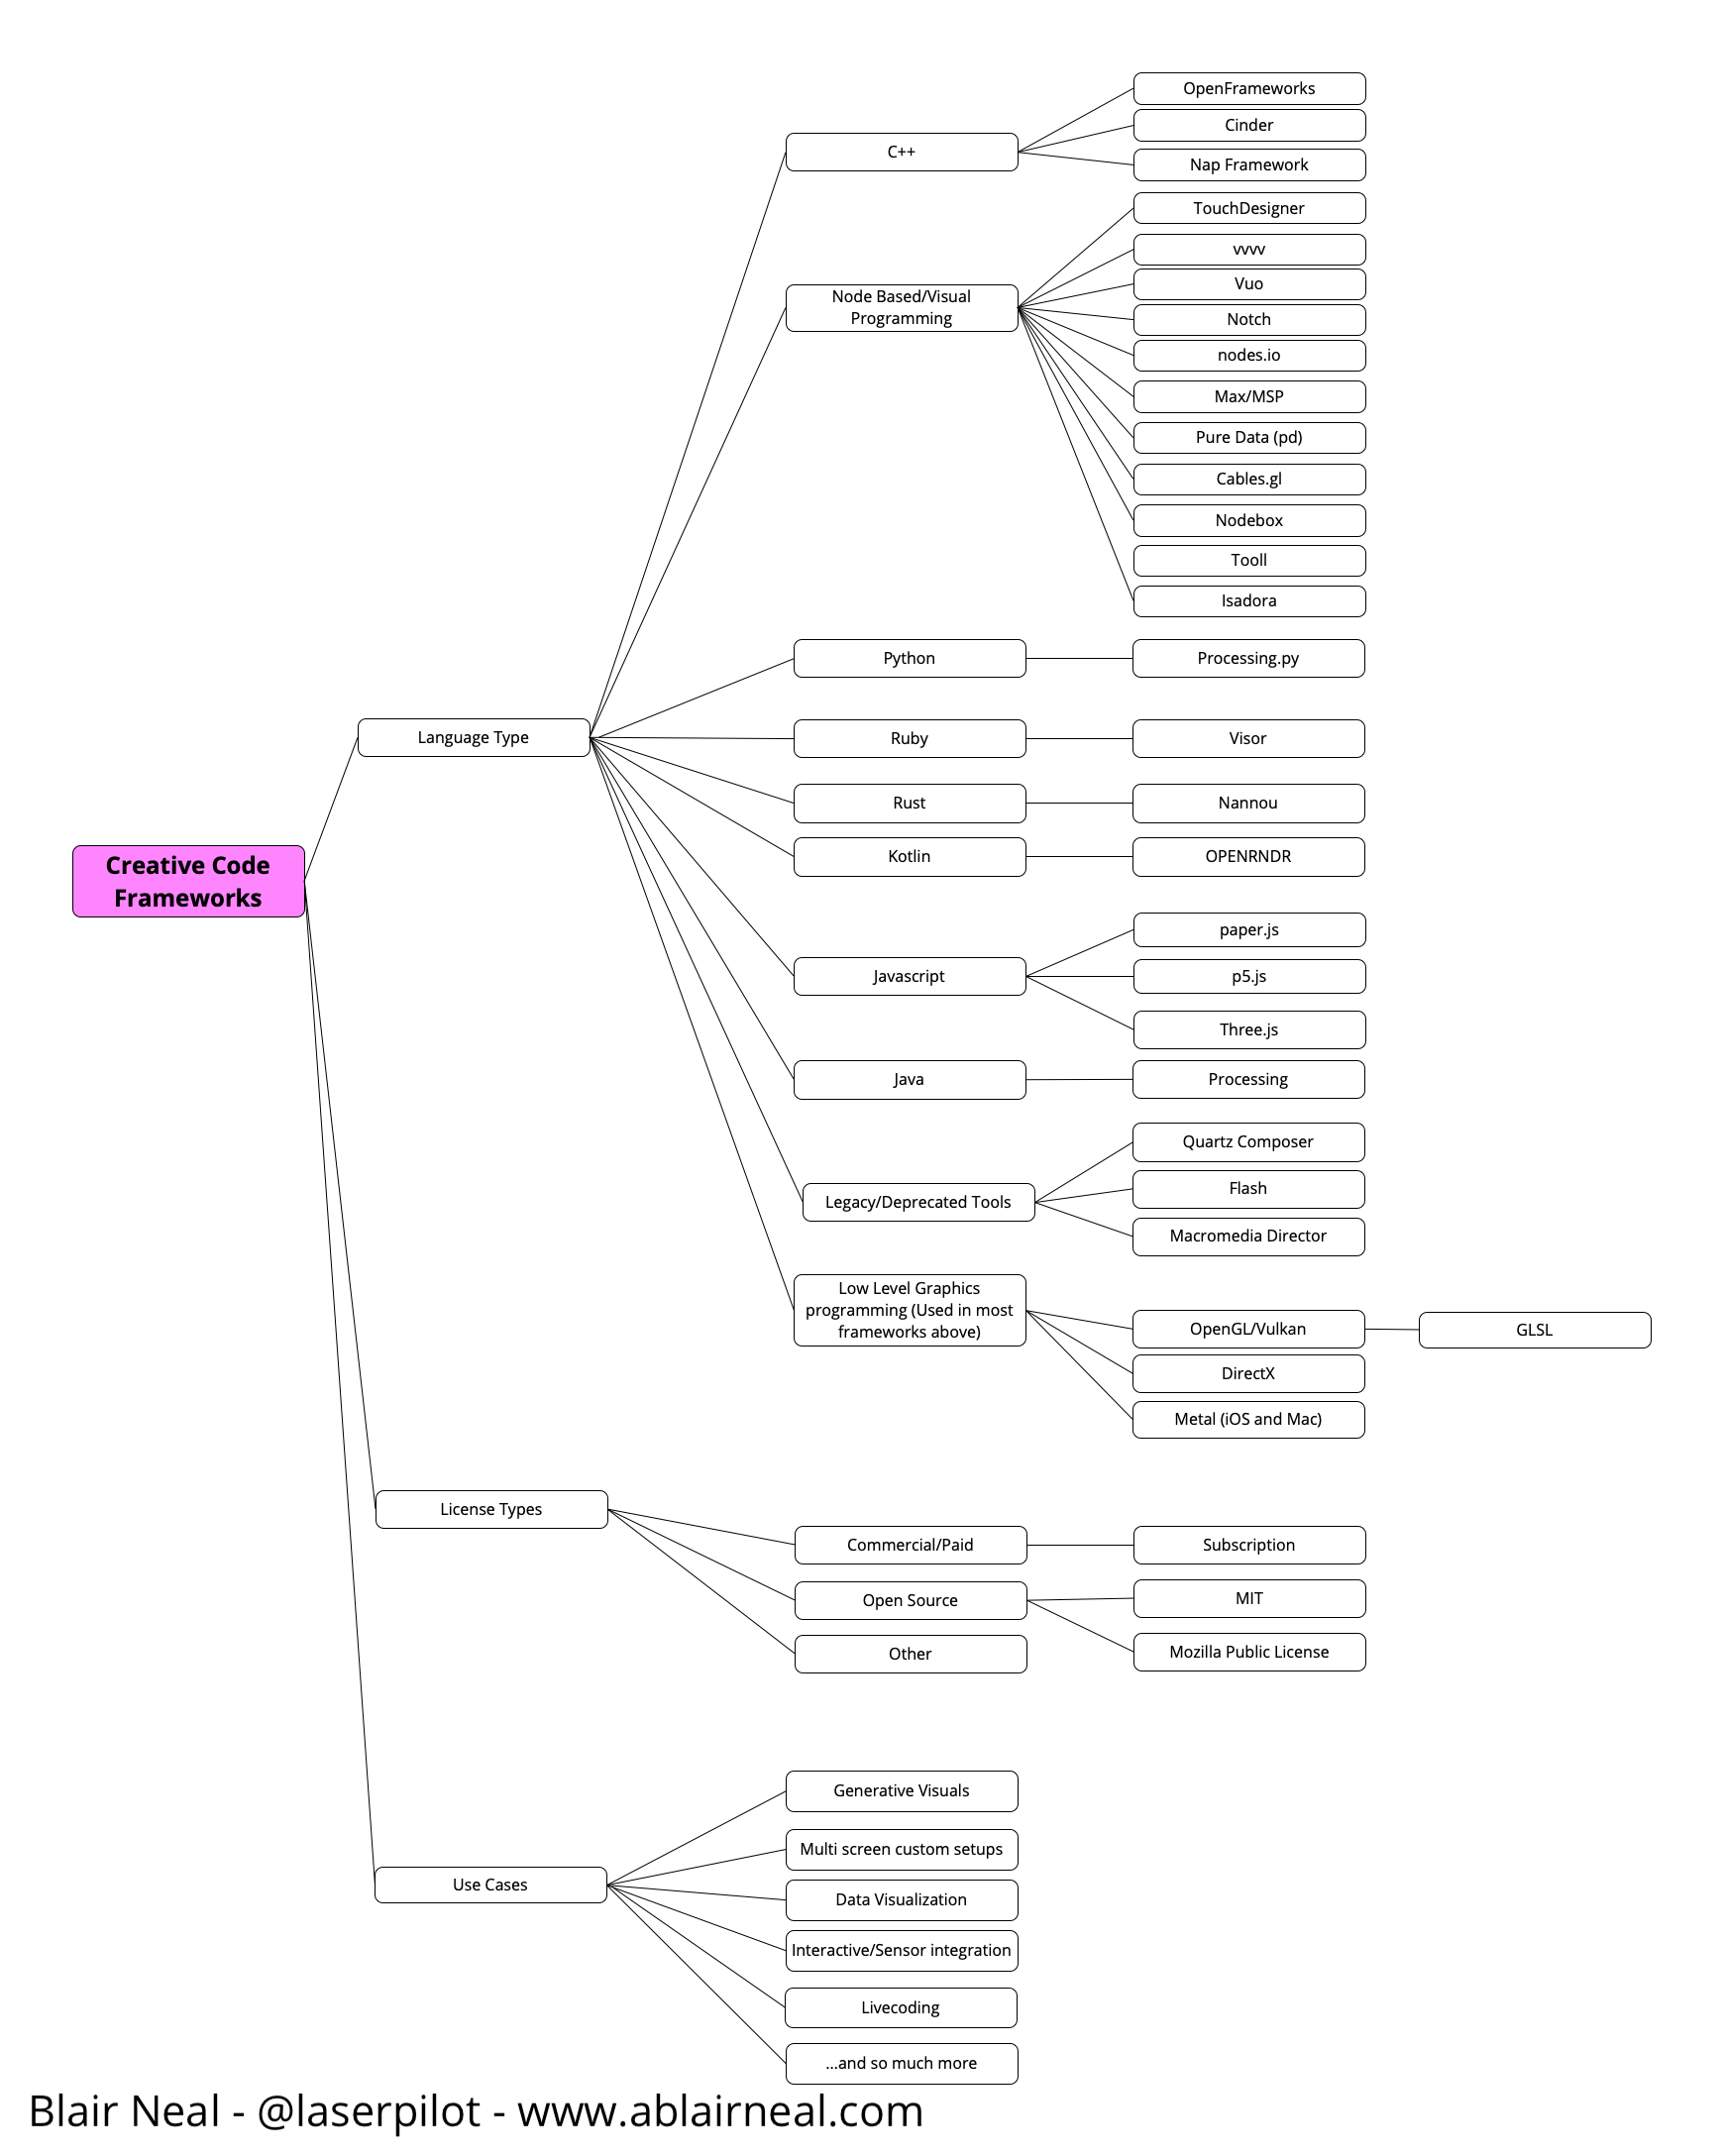 OpenFrameworks
Cinder
C++
Nap Framework
TouchDesigner
vvvv
Vuo
Node Based/Visual
Programming
Notch
nodes.io
Max/MSP
Pure Data (pd)
Cables.gl
Nodebox
Tooll
Isadora
Python
Processing.py
Language Type
Ruby
Visor
Rust
Nannou
Kotlin
OPENRNDR
Creative Code
Frameworks
paper.js
Javascript
p5.js
Three.js
Java
Processing
Quartz Composer
Flash
Legacy/Deprecated Tools
Macromedia Director
Low Level Graphics
programming (Used in most
frameworks above)
OpenGL/Vulkan
GLSL
DirectX
Metal (iOS and Mac)
License Types
Commercial/Paid
Subscription
Open Source
MIT
Other
Mozilla Public License
Generative Visuals
Multi screen custom setups
Use Cases
Data Visualization
Interactive/Sensor integration
Livecoding
...and so much more
Blair Neal - @laserpilot - www.ablairneal.com